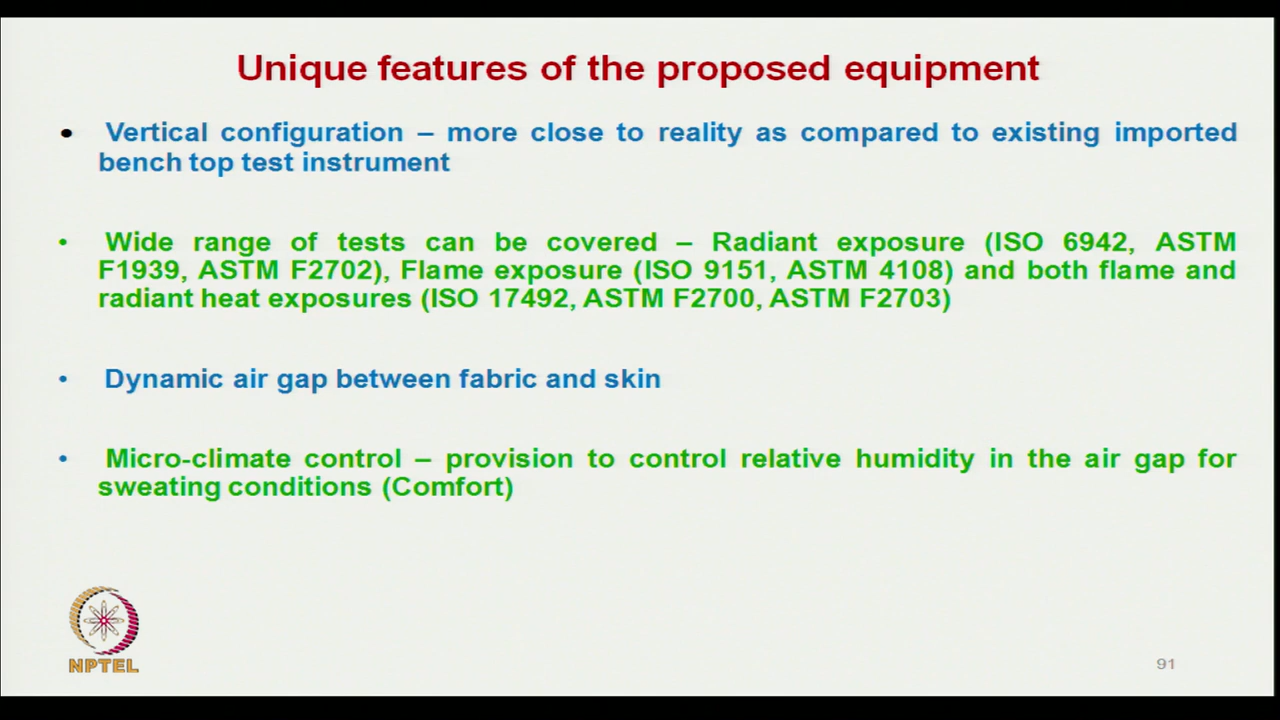 Unique features of the proposed equipment
• Vertical configuration – more close to reality as compared to existing imported
bench top test instrument
• Wide range of tests can be covered – Radiant exposure (ISO 6942, ASTM
F1939, ASTM F2702), Flame exposure (ISO 9151, ASTM 4108) and both flame and
radiant heat exposures (ISO 17492, ASTM F2700, ASTM F2703)
• Dynamic air gap between fabric and skin
• Micro-climate control – provision to control relative humidity in the air gap for
sweating conditions (Comfort)
NPTEL
91